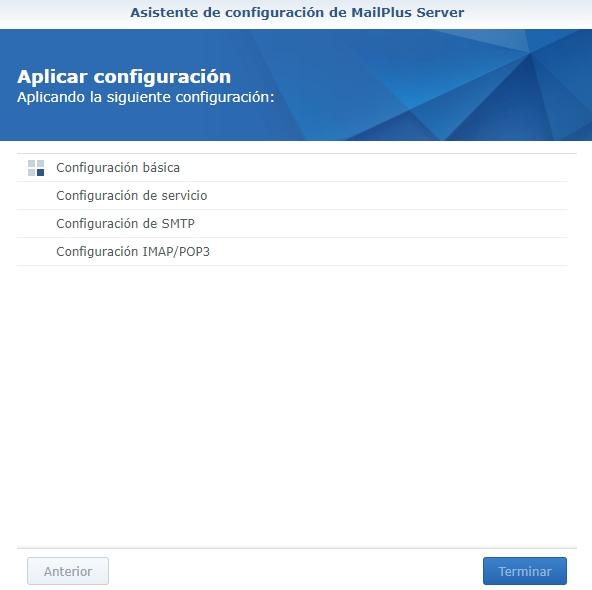 Asistente de configuración de MailPlus Server
Aplicar configuración
Aplicando la siguiente configuración:
Configuración básica
Configuración de servicio
Configuración de SMTP
Configuración IMAP/POP3
Anterior
Terminar